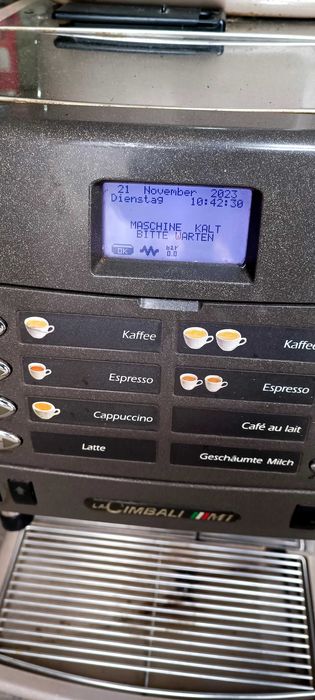 21 November 2023
Dienstag 10:42:30
MASCHINE KALT
BITTE WARTEN
OK bar
0.0
Kaffee Kaffee
Espresso Espresso
Cappuccino Café au lait
Latte Geschäumte Milch
LA CIMBALI M1